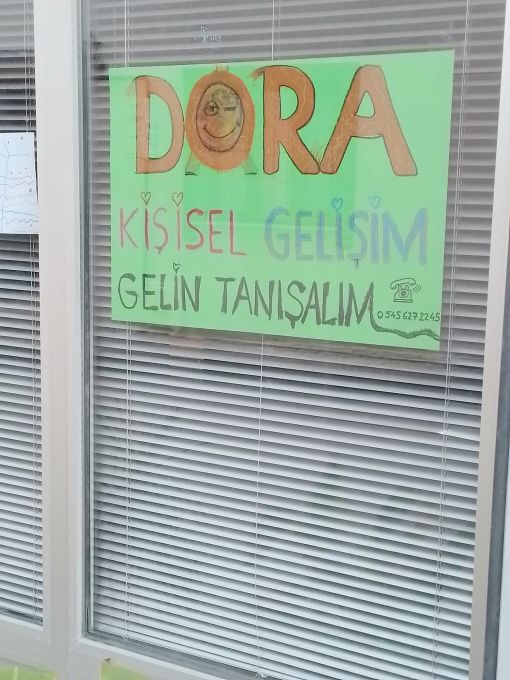 DORA
KİŞİSEL GELİŞİM
GELİN TANIŞALIM
0 545 627 2245